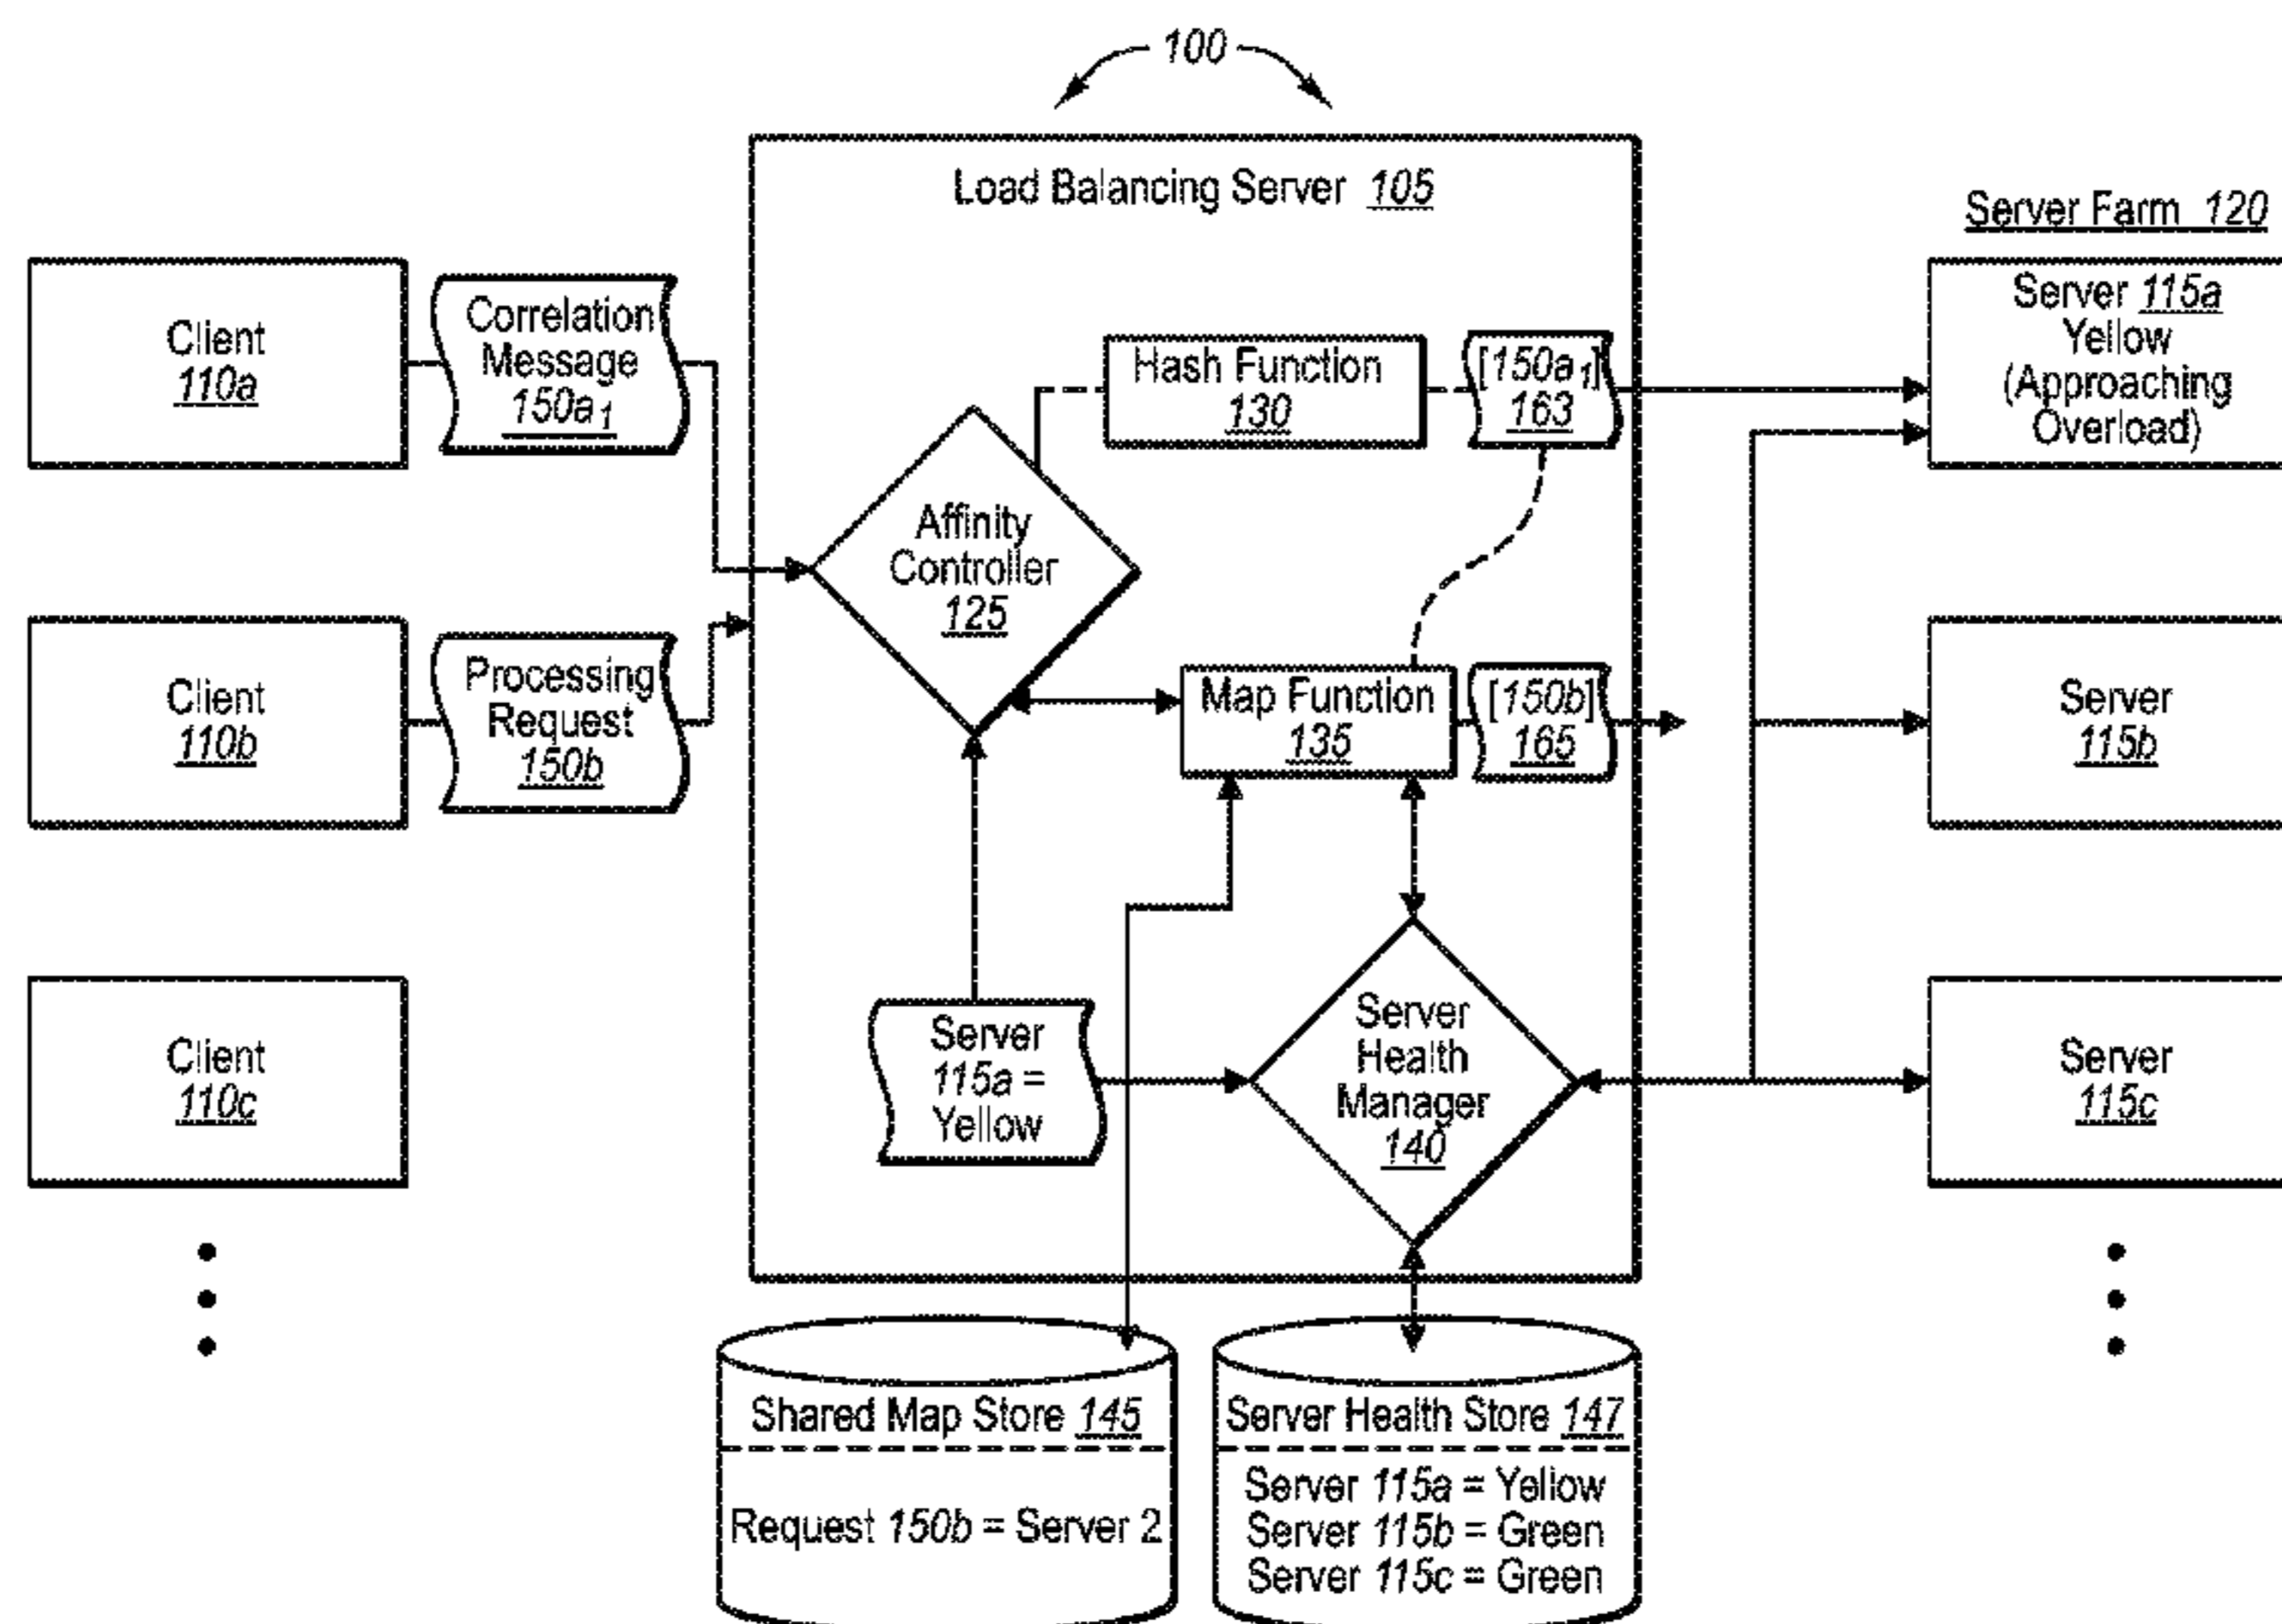 100
Load Balancing Server 105
Server Farm 120
Client
110a
Correlation
Message
150a1
Hash Function
130
[150a1]
163
Server 115a
Yellow
(Approaching
Overload)
Affinity
Controller
125
Client
110b
Processing
Request
150b
Map Function
135
[150b]
165
Server
115b
Client
110c
Server
115a =
Yellow
Server
Health
Manager
140
Server
115c
Shared Map Store 145
Request 150b = Server 2
Server Health Store 147
Server 115a = Yellow
Server 115b = Green
Server 115c = Green